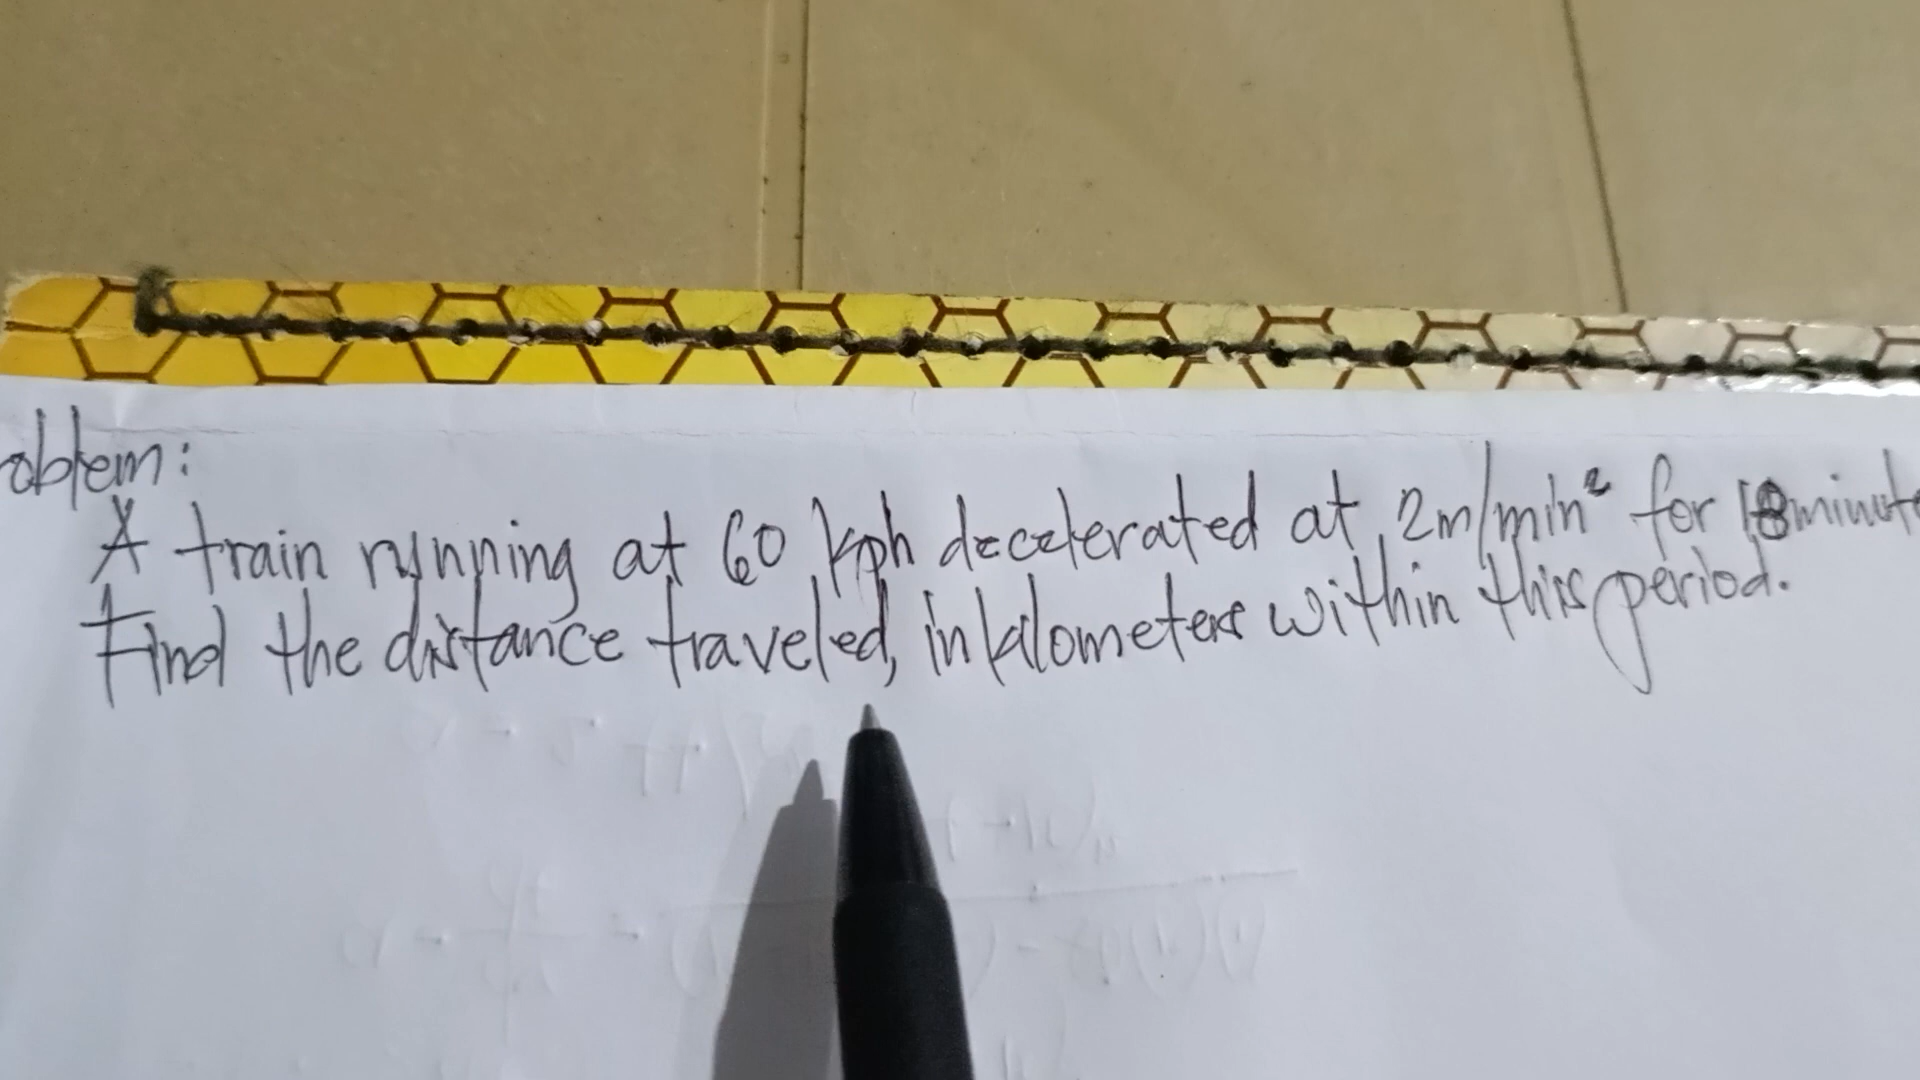 oblem:
A train running at 60 kph decelerated at 2m/min² for 18 minute
Find the distance traveled, in kilometers within this period.